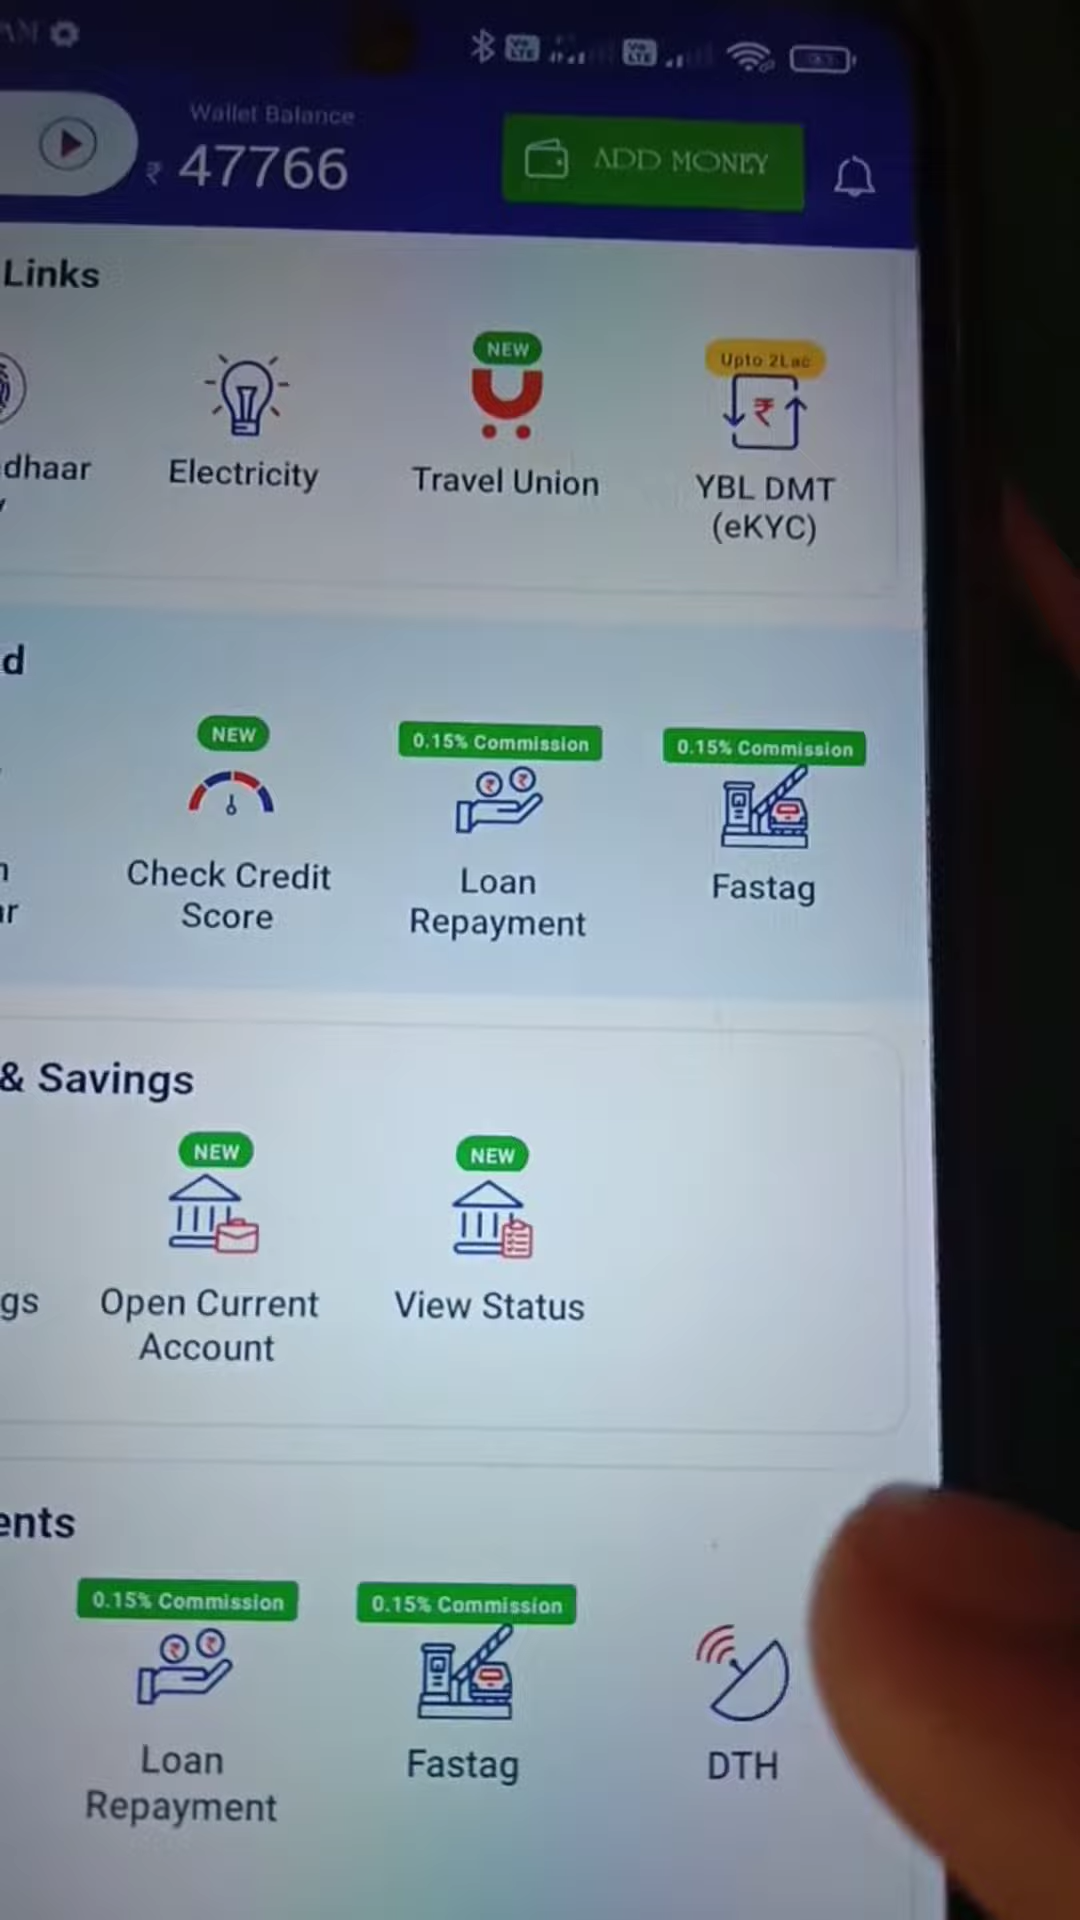 AM
Wallet Balance
₹ 47766
ADD MONEY
Links
NEW
Upto 2Lac
dhaar
Electricity
Travel Union
YBL DMT
(eKYC)
d
NEW
0.15% Commission
0.15% Commission
Check Credit
Score
Loan
Repayment
Fastag
& Savings
NEW
NEW
gs
Open Current
Account
View Status
ents
0.15% Commission
0.15% Commission
Loan
Repayment
Fastag
DTH